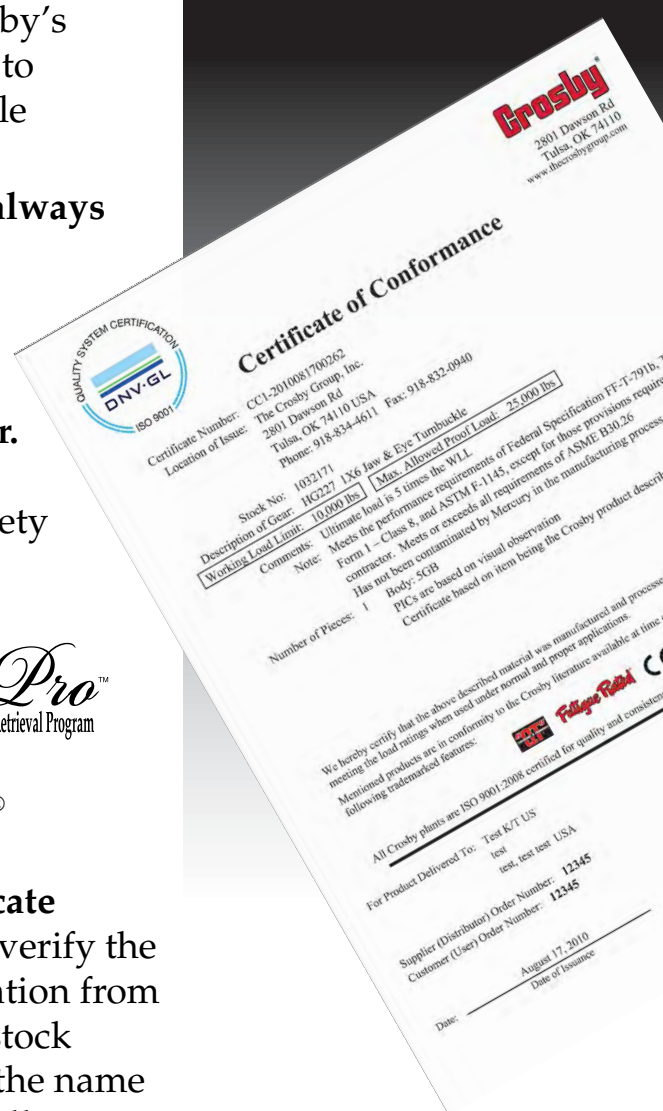 by's
to
le
always
r.
ety
Pro™
etrieval Program
®
cate
verify the
ation from
stock
the name
Crosby®
2801 Dawson Rd
Tulsa, OK 74110
www.thecrosbygroup.com
QUALITY SYSTEM CERTIFICATION
DNV·GL
ISO 9001
Certificate of Conformance
Certificate Number: CC1-2010081700262
Location of Issue: The Crosby Group, Inc.
2801 Dawson Rd
Tulsa, OK 74110 USA
Phone: 918-834-4611 Fax: 918-832-0940
Stock No: 1032171
Description of Gear: HG227 1X6 Jaw & Eye Turnbuckle
Working Load Limit: 10,000 lbs Max. Allowed Proof Load: 25,000 lbs
Comments: Ultimate load is 5 times the WLL
Note: Meets the performance requirements of Federal Specification FF-T-791b,
Form 1 – Class 8, and ASTM F-1145, except for those provisions require
contractor. Meets or exceeds all requirements of ASME B30.26
Has not been contaminated by Mercury in the manufacturing process
Number of Pieces: 1 Body: 5GB
PICs are based on visual observation
Certificate based on item being the Crosby product describ
We hereby certify that the above described material was manufactured and processe
meeting the load ratings when used under normal and proper applications.
Mentioned products are in conformity to the Crosby literature available at time
following trademarked features: QT Fatigue Rated® CE
All Crosby plants are ISO 9001:2008 certified for quality and consisten
For Product Delivered To: Test K/T US
test
test, test test USA
Supplier (Distributor) Order Number: 12345
Customer (User) Order Number: 12345
Date: August 17, 2010
Date of Issuance